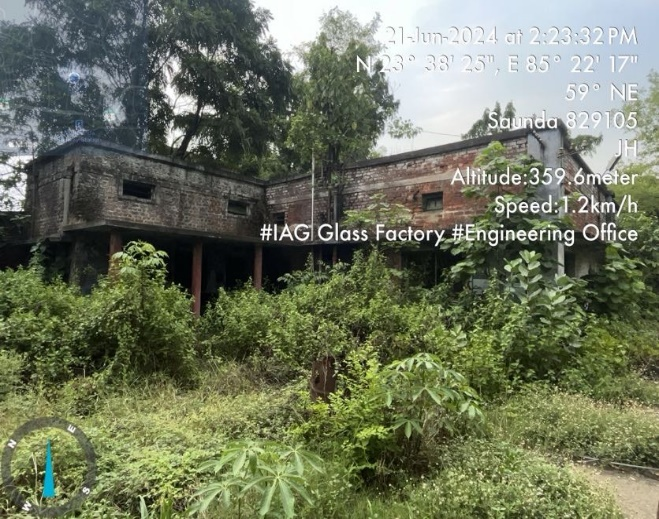 21-Jun-2024 at 2:23:32 PM
N 23° 38' 25", E 85° 22' 17"
59° NE
Saunda 829105
JH
Altitude:359.6meter
Speed:1.2km/h
#IAG Glass Factory #Engineering Office
N
E
S
W